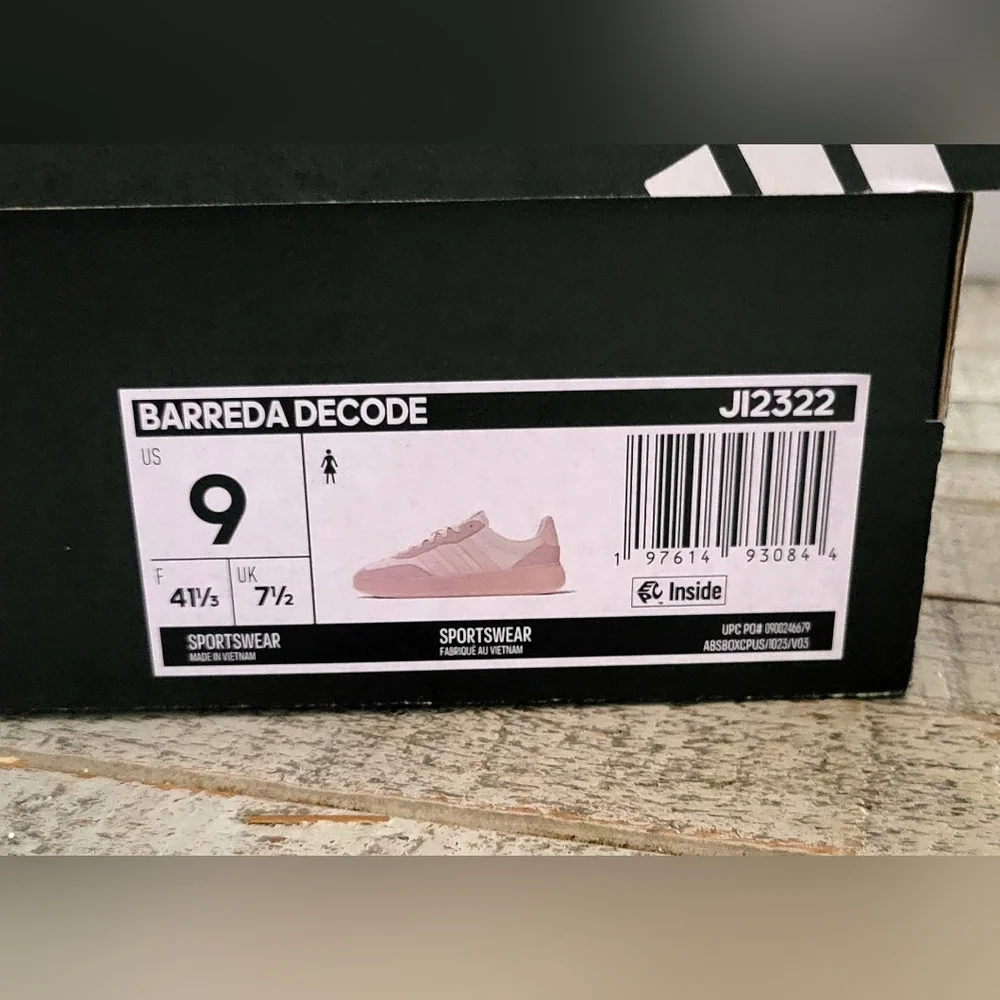 BARREDA DECODE JI2322
US
9
F
41⅓
UK
7½
1 97614 93084 4
EPC Inside
SPORTSWEAR
MADE IN VIETNAM
SPORTSWEAR
FABRIQUÉ AU VIETNAM
UPC PO# 0900246679
ABSBOXCPUS/1023/V03